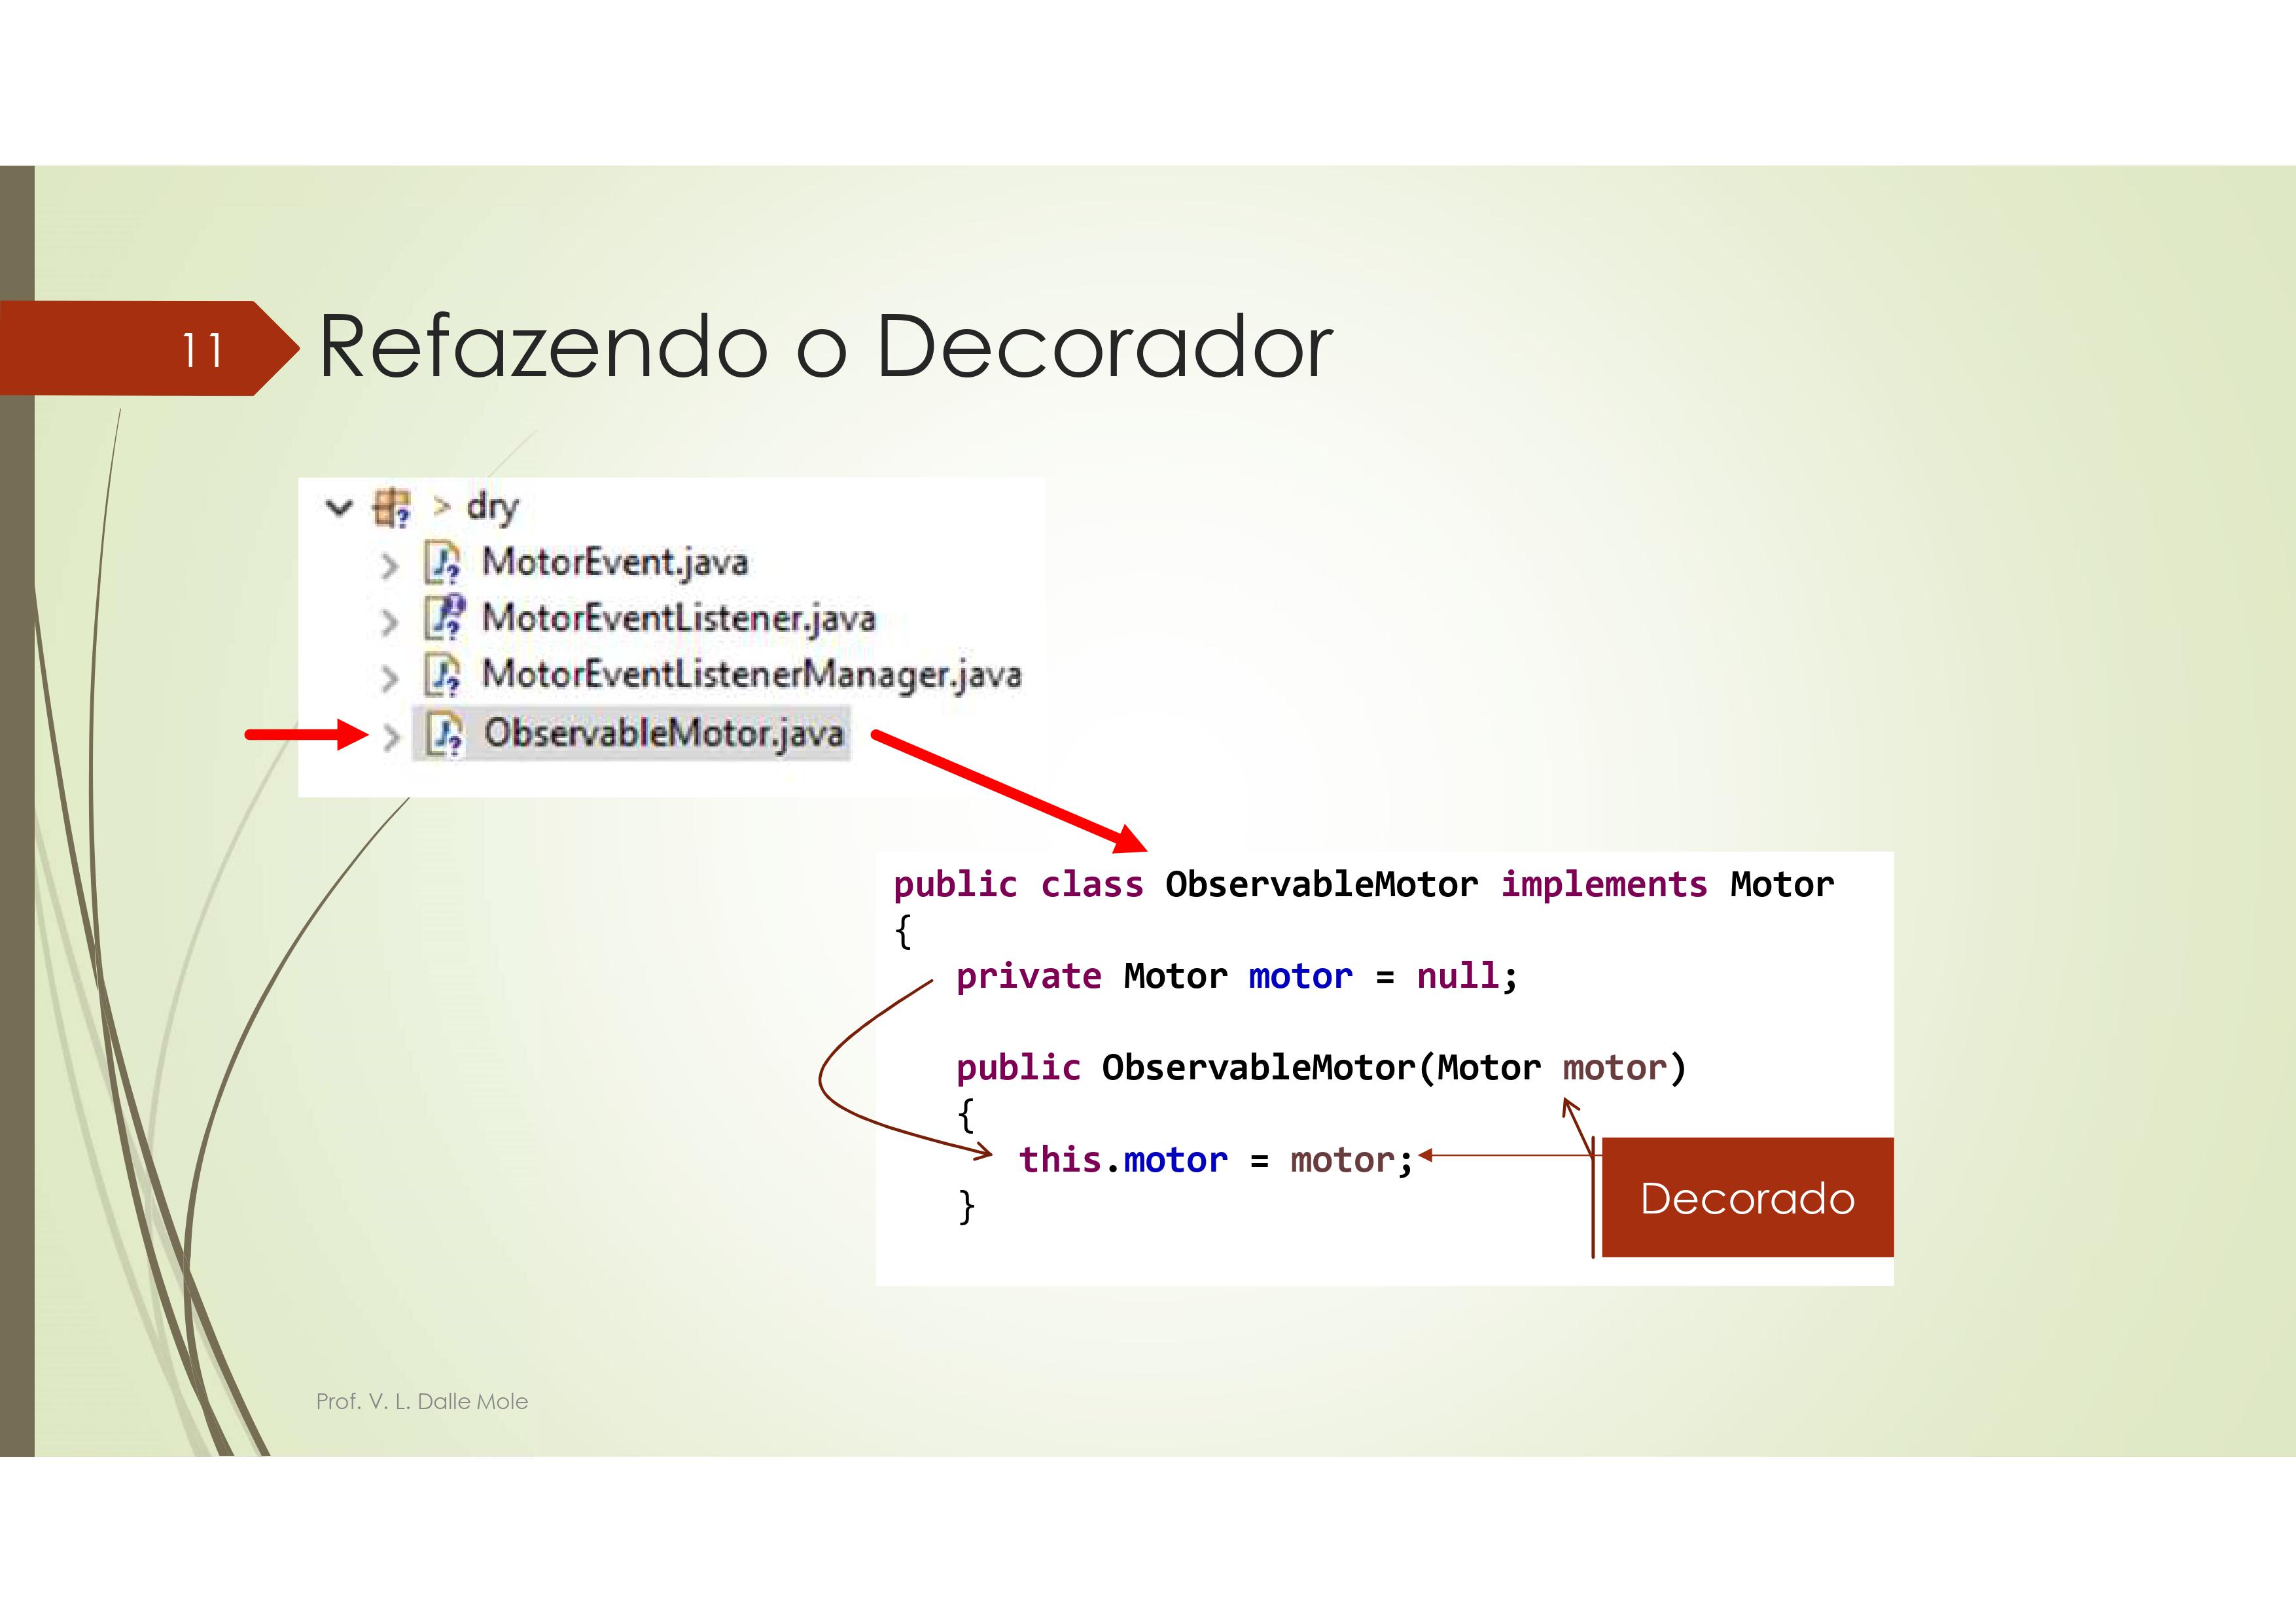 11
Refazendo o Decorador
> dry
MotorEvent.java
MotorEventListener.java
MotorEventListenerManager.java
ObservableMotor.java
public class ObservableMotor implements Motor
{
private Motor motor = null;
public ObservableMotor(Motor motor)
{
this.motor = motor;
}
Decorado
Prof. V. L. Dalle Mole